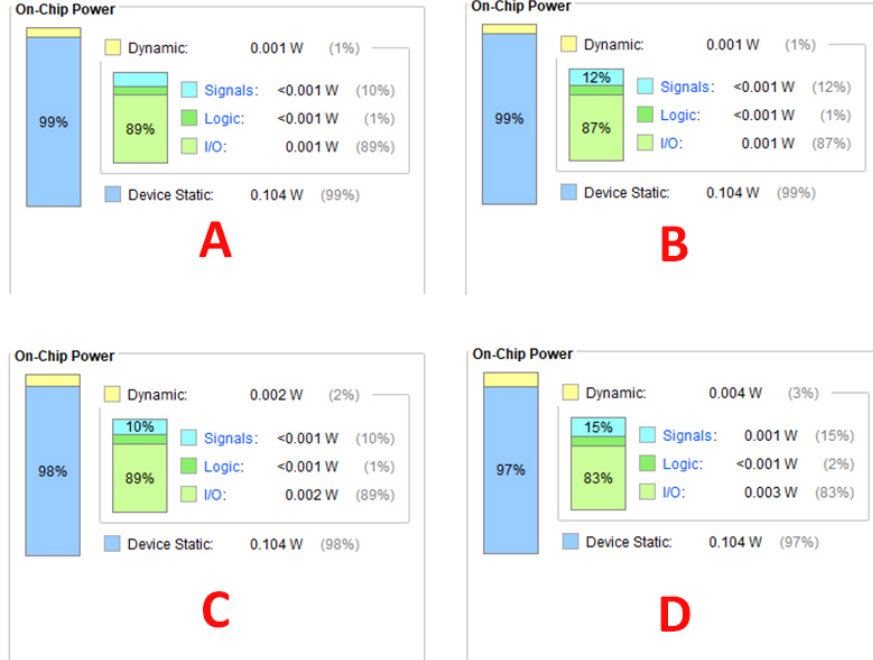 On-Chip Power
Dynamic: 0.001 W (1%)
99%
Signals: <0.001 W (10%)
Logic: <0.001 W (1%)
89%
I/O: 0.001 W (89%)
Device Static: 0.104 W (99%)
A
On-Chip Power
Dynamic: 0.001 W (1%)
99%
12%
Signals: <0.001 W (12%)
Logic: <0.001 W (1%)
87%
I/O: 0.001 W (87%)
Device Static: 0.104 W (99%)
B
On-Chip Power
Dynamic: 0.002 W (2%)
98%
10%
Signals: <0.001 W (10%)
Logic: <0.001 W (1%)
89%
I/O: 0.002 W (89%)
Device Static: 0.104 W (98%)
C
On-Chip Power
Dynamic: 0.004 W (3%)
97%
15%
Signals: 0.001 W (15%)
Logic: <0.001 W (2%)
83%
I/O: 0.003 W (83%)
Device Static: 0.104 W (97%)
D